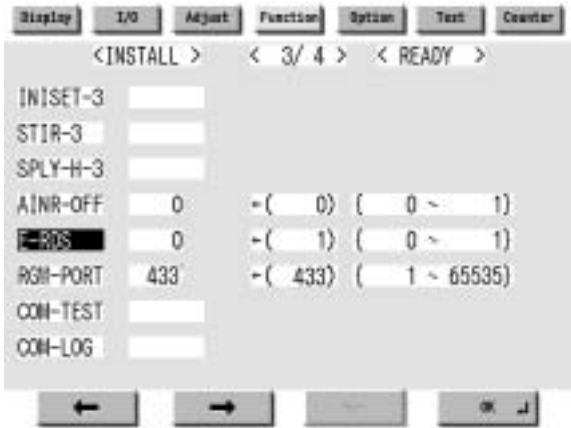 Display I/O Adjust Function Option Test Counter
<INSTALL > < 3/ 4 > < READY >
INISET-3
STIR-3
SPLY-H-3
AINR-OFF 0 ←( 0) ( 0 ~ 1)
E-RDS 0 ←( 1) ( 0 ~ 1)
RGM-PORT 433 ←( 433) ( 1 ~ 65535)
COM-TEST
COM-LOG
← → OK ┘